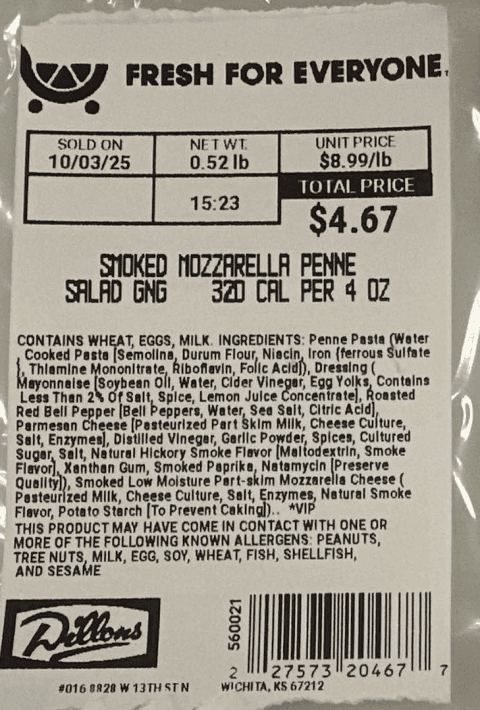 FRESH FOR EVERYONE.
SOLD ON NET WT. UNIT PRICE
10/03/25 0.52 lb $8.99/lb
TOTAL PRICE
15:23 $4.67
SMOKED MOZZARELLA PENNE
SALAD GNG 320 CAL PER 4 OZ
CONTAINS WHEAT, EGGS, MILK. INGREDIENTS: Penne Pasta (Water
, Cooked Pasta [Semolina, Durum Flour, Niacin, Iron {ferrous Sulfate
}, Thiamine Mononitrate, Riboflavin, Folic Acid]), Dressing (
Mayonnaise [Soybean Oil, Water, Cider Vinegar, Egg Yolks, Contains
Less Than 2% Of Salt, Spice, Lemon Juice Concentrate], Roasted
Red Bell Pepper [Bell Peppers, Water, Sea Salt, Citric Acid],
Parmesan Cheese [Pasteurized Part Skim Milk, Cheese Culture,
Salt, Enzymes], Distilled Vinegar, Garlic Powder, Spices, Cultured
Sugar, Salt, Natural Hickory Smoke Flavor [Maltodextrin, Smoke
Flavor], Xanthan Gum, Smoked Paprika, Natamycin [Preserve
Quality]), Smoked Low Moisture Part-skim Mozzarella Cheese (
Pasteurized Milk, Cheese Culture, Salt, Enzymes, Natural Smoke
Flavor, Potato Starch [To Prevent Caking]).. *VIP
THIS PRODUCT MAY HAVE COME IN CONTACT WITH ONE OR
MORE OF THE FOLLOWING KNOWN ALLERGENS: PEANUTS,
TREE NUTS, MILK, EGG, SOY, WHEAT, FISH, SHELLFISH,
AND SESAME
Dillons
560021
2 27573 20467 7
#016 8828 W 13TH ST N WICHITA, KS 67212